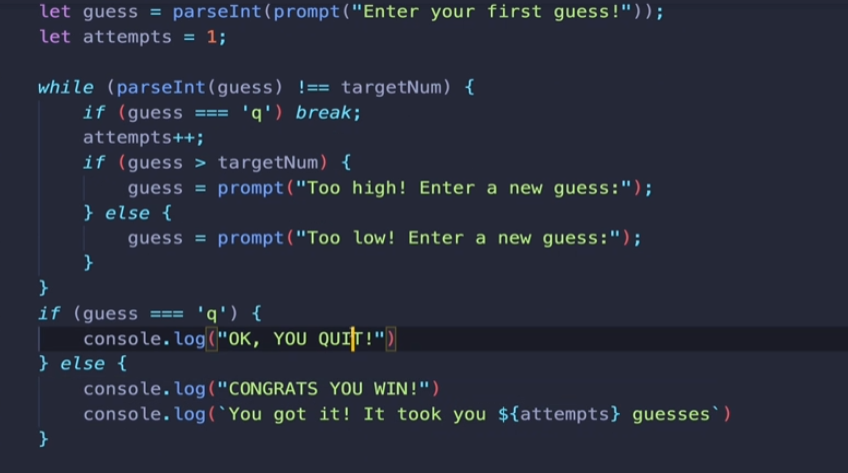 let guess = parseInt(prompt("Enter your first guess!"));
let attempts = 1;
while (parseInt(guess) !== targetNum) {
if (guess === 'q') break;
attempts++;
if (guess > targetNum) {
guess = prompt("Too high! Enter a new guess:");
} else {
guess = prompt("Too low! Enter a new guess:");
}
}
if (guess === 'q') {
console.log("OK, YOU QUIT!")
} else {
console.log("CONGRATS YOU WIN!")
console.log(`You got it! It took you ${attempts} guesses`)
}